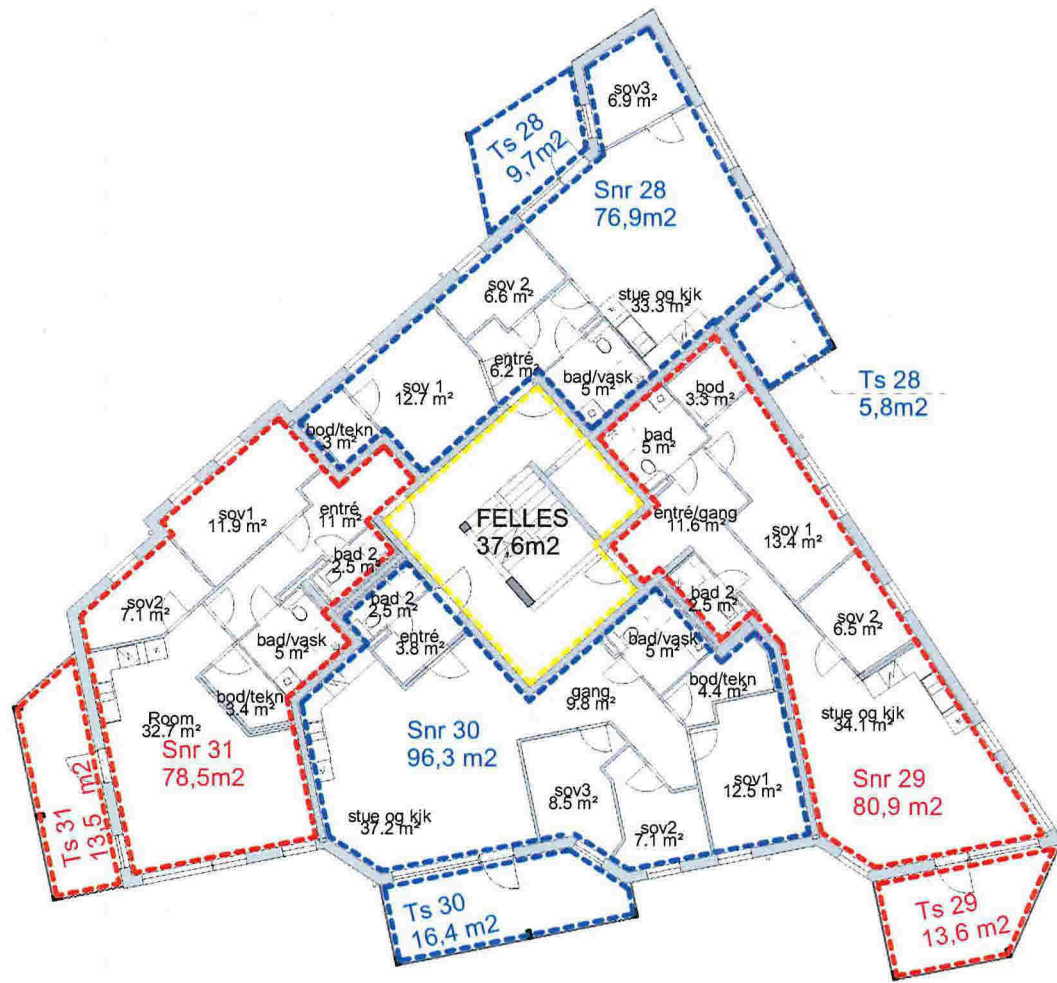 sov3
6.9 m²
Ts 28
9,7m2
Snr 28
76,9m2
sov 2
6.6 m²
stue og kjk
33.3 m²
entré
6.2 m²
bad/vask
5 m²
sov 1
12.7 m²
bod/tekn
3 m²
Ts 28
5,8m2
bod
3.3 m²
bad
5 m²
entré/gang
11.6 m²
sov 1
13.4 m²
bad 2
2.5 m²
sov 2
6.5 m²
stue og kjk
34.1 m²
Snr 29
80,9 m2
Ts 29
13,6 m2
FELLES
37,6m2
sov1
11.9 m²
entré
11 m²
bad 2
2.5 m²
sov2
7.1 m²
bad/vask
5 m²
bod/tekn
3.4 m²
Room
32.7 m²
Snr 31
78,5m2
Ts 31
13,5 m2
bad 2
2,5 m²
entré
3.8 m²
bad/vask
5 m²
bod/tekn
4.4 m²
gang
9.8 m²
Snr 30
96,3 m2
sov1
12.5 m²
sov3
8.5 m²
sov2
7.1 m²
stue og kjk
37.2 m²
Ts 30
16,4 m2